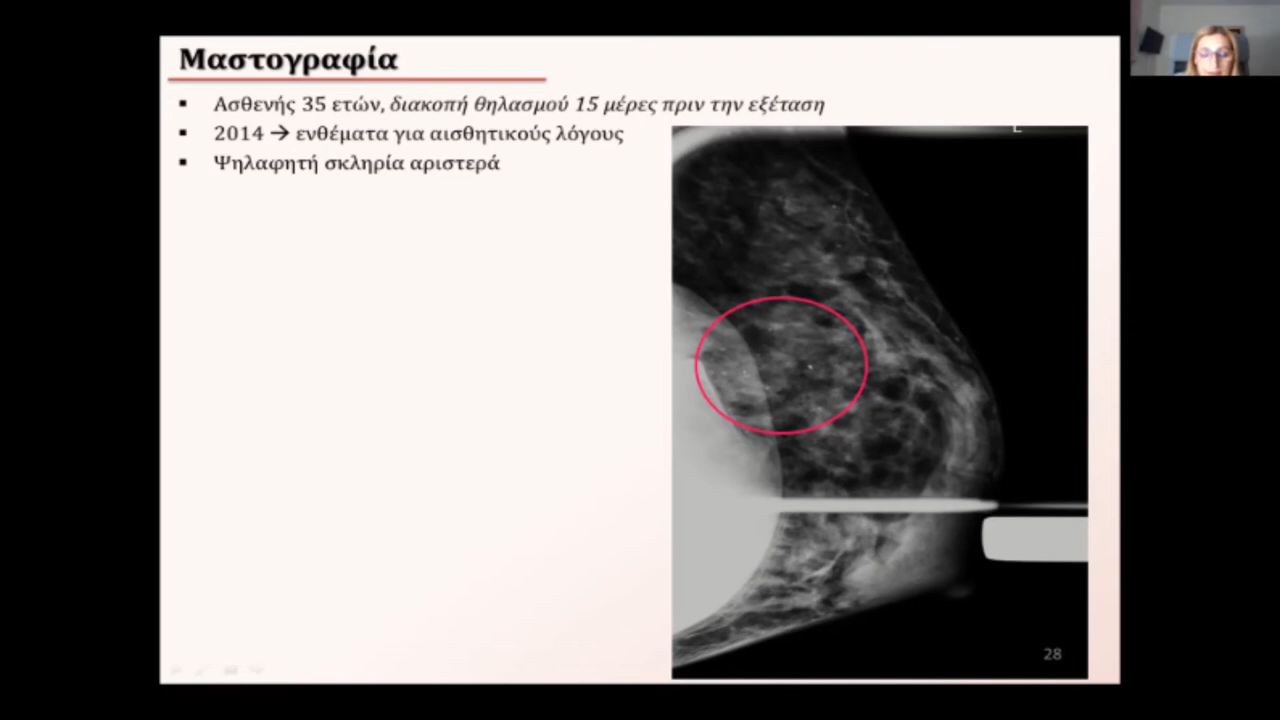 Μαστογραφία
▪ Ασθενής 35 ετών, διακοπή θηλασμού 15 μέρες πριν την εξέταση
▪ 2014 → ενθέματα για αισθητικούς λόγους
▪ Ψηλαφητή σκληρία αριστερά
28